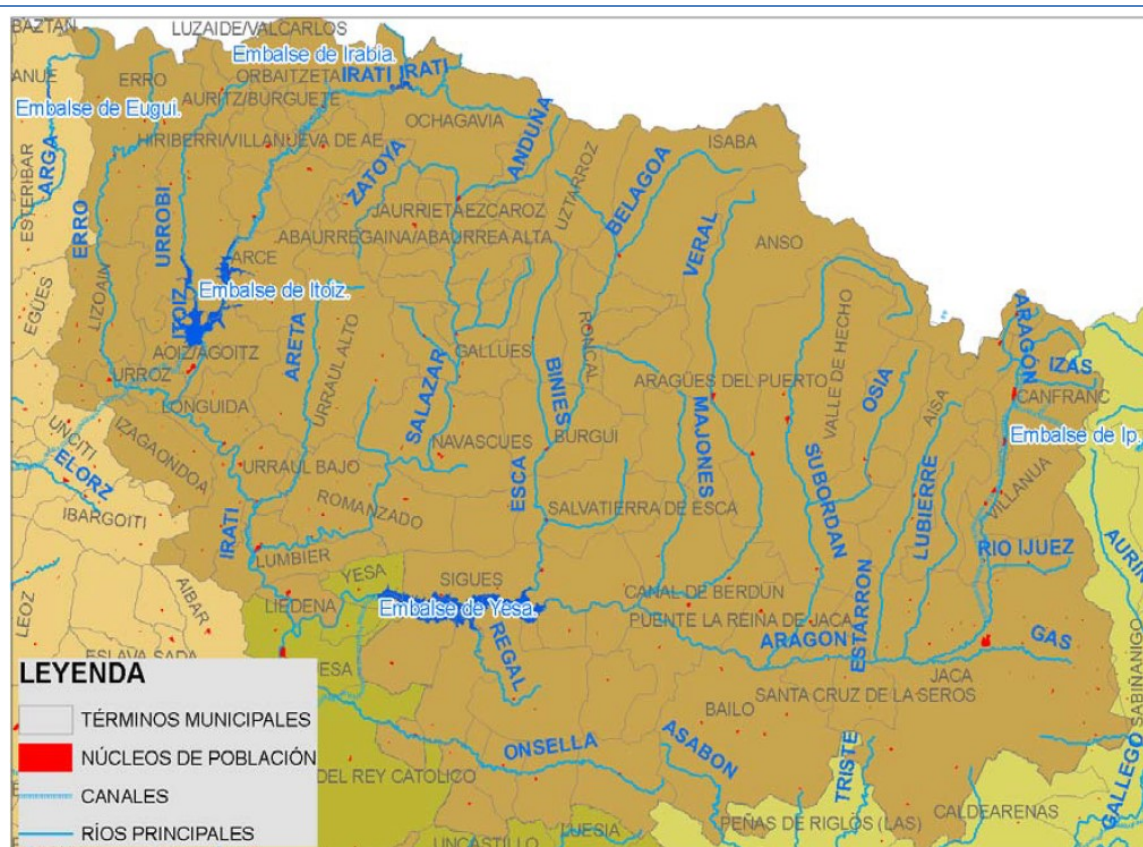 BAZTAN
LUZAIDE/VALCARLOS
Embalse de Irabia.
ANUE
ERRO
ORBAITZETA
IRATI IRATI
AURITZ/BURGUETE
Embalse de Eugui.
OCHAGAVIA
ANDUÑA
HIRIBERRI/VILLANUEVA DE AE
ISABA
ARGA
ESTERIBAR
ZATOYA
UZTARROZ
BELAGOA
JAURRIETA
EZCAROZ
ERRO
URROBI
ABAURREGAINA/ABAURREA ALTA
VERAL
ANSO
ARCE
EGÜES
LIZOAIN
ITOIZ
Embalse de Itoiz.
ARAGON
ARETA
URRAUL ALTO
RONCAL
VALLE DE HECHO
AOIZ/AGOITZ
GALLUES
IZAS
URROZ
SALAZAR
BINIES
ARAGÜES DEL PUERTO
OSIA
AISA
CANFRANC
LONGUIDA
MAJONES
UNCITI
IZAGAONDOA
NAVASCUES
BURGUI
Embalse de Ip.
ELORZ
URRAUL BAJO
ESCA
SUBORDAN
LUBIERRE
VILLANUA
IBARGOITI
ROMANZADO
SALVATIERRA DE ESCA
IRATI
RIO IJUEZ
AURIN
LUMBIER
YESA
SIGUES
LEOZ
AIBAR
LIEDENA
Embalse de Yesa.
CANAL DE BERDUN
PUENTE LA REINA DE JACA
ESTARRON
REGAL
ARAGON
GAS
ESLAVA
SADA
ESA
JACA
SANTA CRUZ DE LA SEROS
SABIÑANIGO
BAILO
ONSELLA
ASABON
TRISTE
DEL REY CATOLICO
GALLEGO
CALDEARENAS
PEÑAS DE RIGLOS (LAS)
LUESIA
UNCASTILLO
LEYENDA
TÉRMINOS MUNICIPALES
NÚCLEOS DE POBLACIÓN
CANALES
RÍOS PRINCIPALES